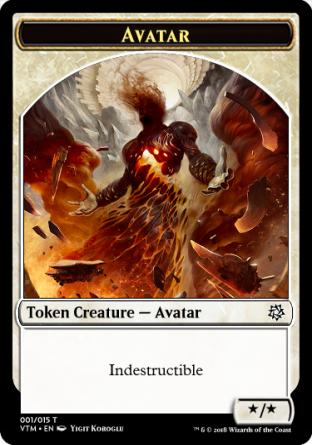 AVATAR
Token Creature — Avatar
Indestructible
★/★
001/015 T
VTM • EN YIGIT KOROGLU
™ & © 2018 Wizards of the Coast